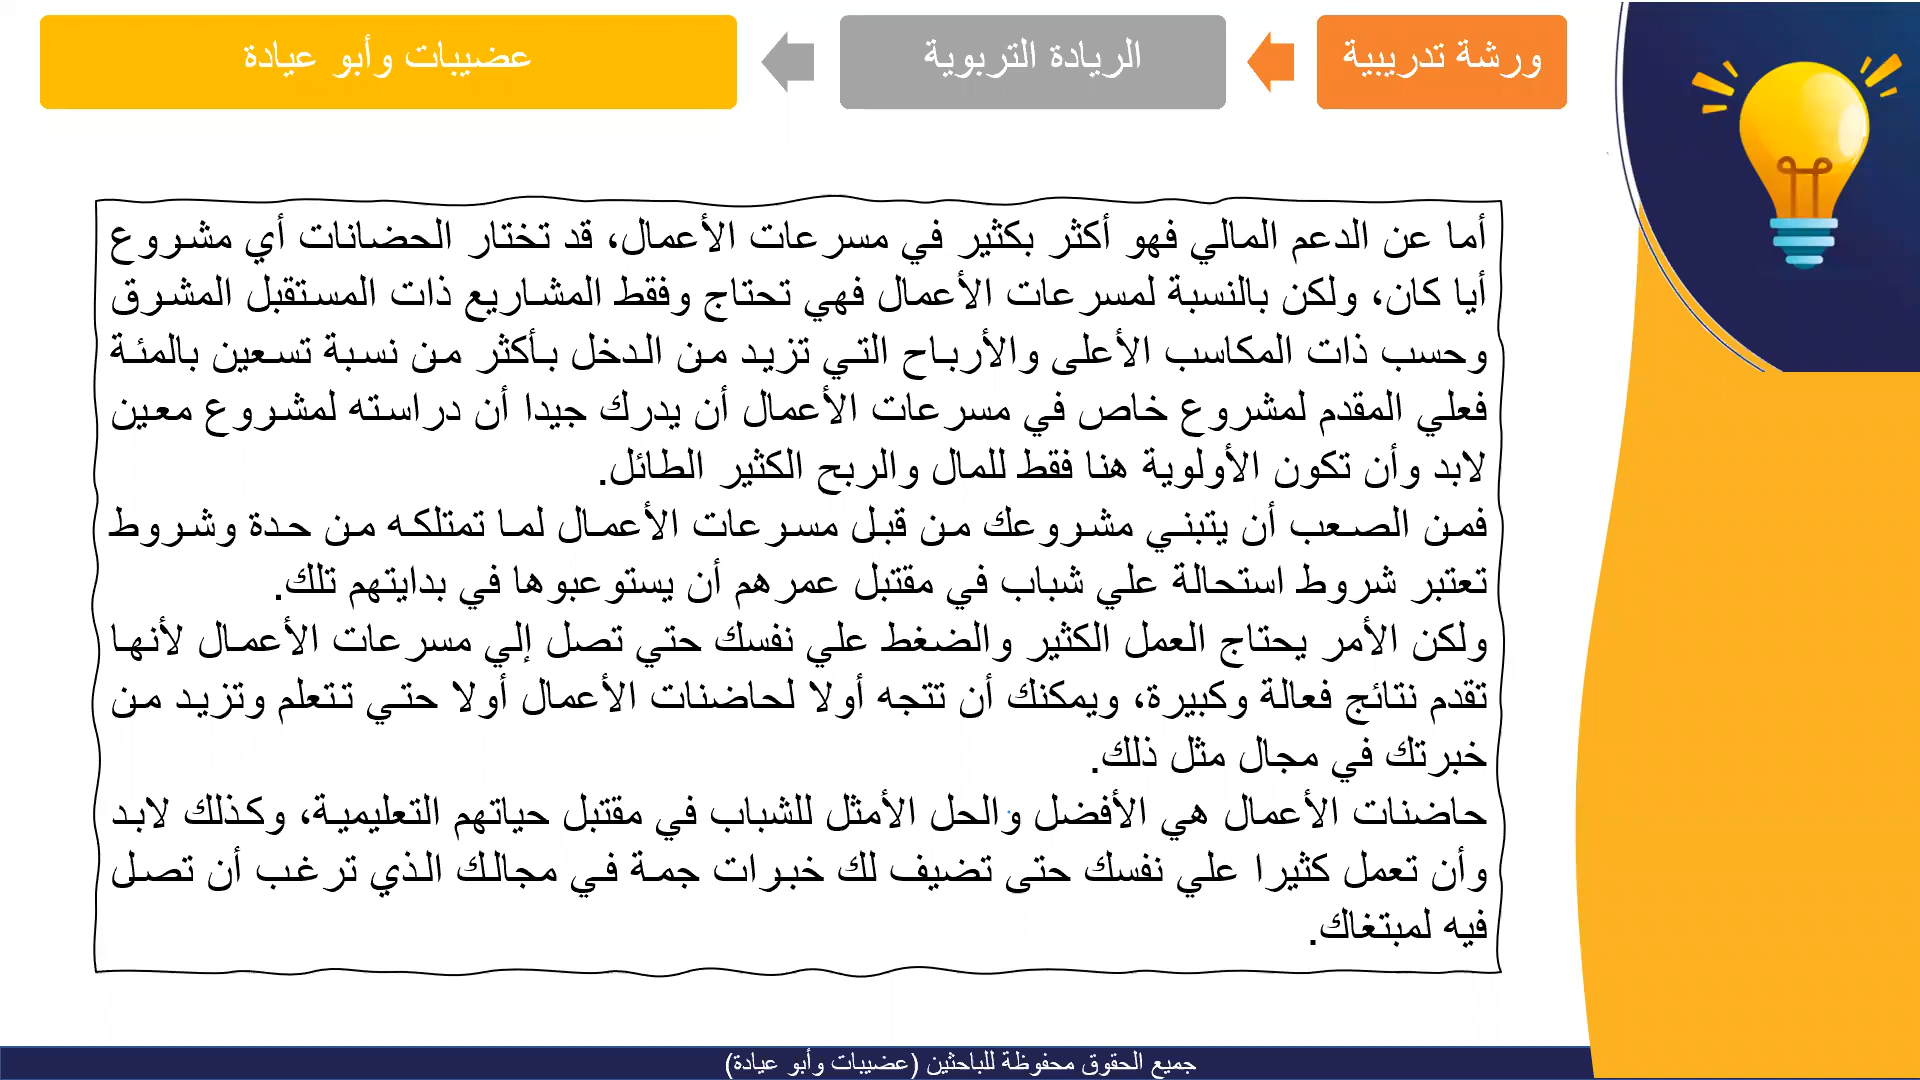 ورشة تدريبية
الريادة التربوية
عضيبات وأبو عيادة
أما عن الدعم المالي فهو أكثر بكثير في مسرعات الأعمال، قد تختار الحضانات أي مشروع
أيا كان، ولكن بالنسبة لمسرعات الأعمال فهي تحتاج وفقط المشاريع ذات المستقبل المشرق
وحسب ذات المكاسب الأعلى والأرباح التي تزيد من الدخل بأكثر من نسبة تسعين بالمئة
فعلي المقدم لمشروع خاص في مسرعات الأعمال أن يدرك جيدا أن دراسته لمشروع معين
لابد وأن تكون الأولوية هنا فقط للمال والربح الكثير الطائل.
فمن الصعب أن يتبني مشروعك من قبل مسرعات الأعمال لما تمتلكه من حدة وشروط
تعتبر شروط استحالة علي شباب في مقتبل عمرهم أن يستوعبوها في بدايتهم تلك.
ولكن الأمر يحتاج العمل الكثير والضغط علي نفسك حتي تصل إلي مسرعات الأعمال لأنها
تقدم نتائج فعالة وكبيرة، ويمكنك أن تتجه أولا لحاضنات الأعمال أولا حتي تتعلم وتزيد من
خبرتك في مجال مثل ذلك.
حاضنات الأعمال هي الأفضل والحل الأمثل للشباب في مقتبل حياتهم التعليمية، وكذلك لابد
وأن تعمل كثيرا علي نفسك حتى تضيف لك خبرات جمة في مجالك الذي ترغب أن تصل
فيه لمبتغاك.
جميع الحقوق محفوظة للباحثين (عضيبات وأبو عيادة)